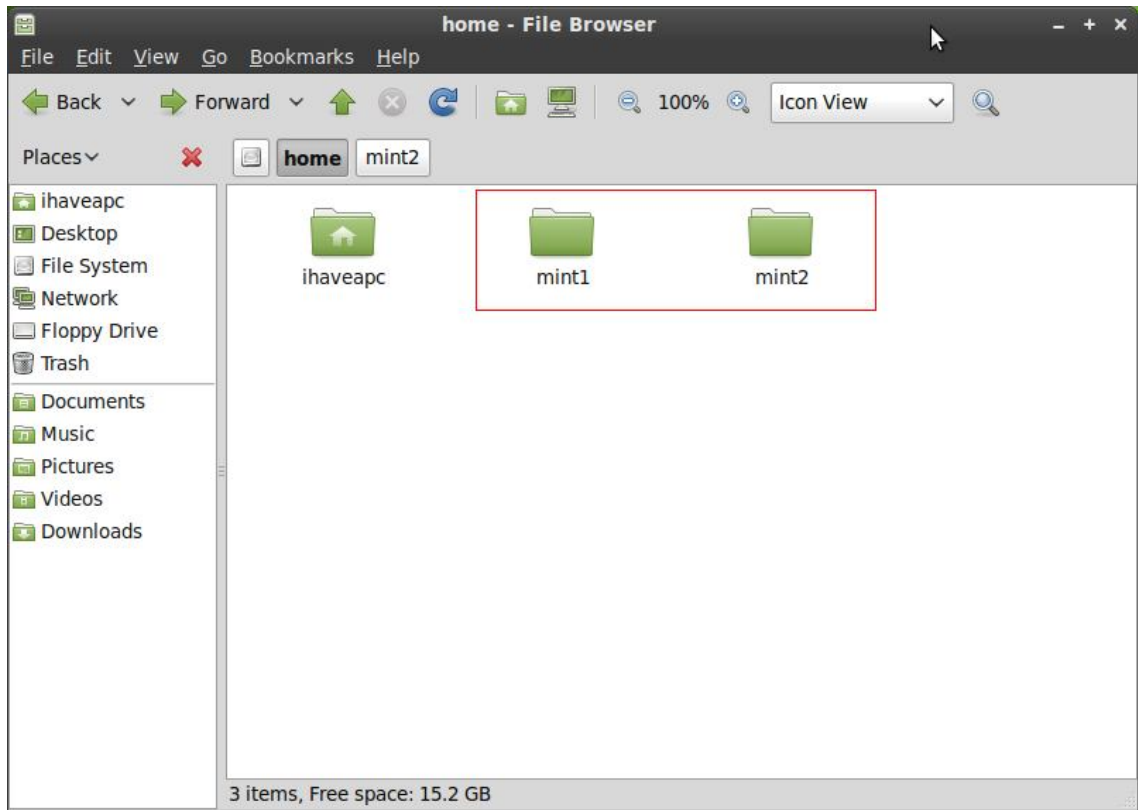 home - File Browser
File Edit View Go Bookmarks Help
Back Forward 100% Icon View
Places home mint2
ihaveapc
Desktop
File System
Network
Floppy Drive
Trash
Documents
Music
Pictures
Videos
Downloads
ihaveapc mint1 mint2
3 items, Free space: 15.2 GB